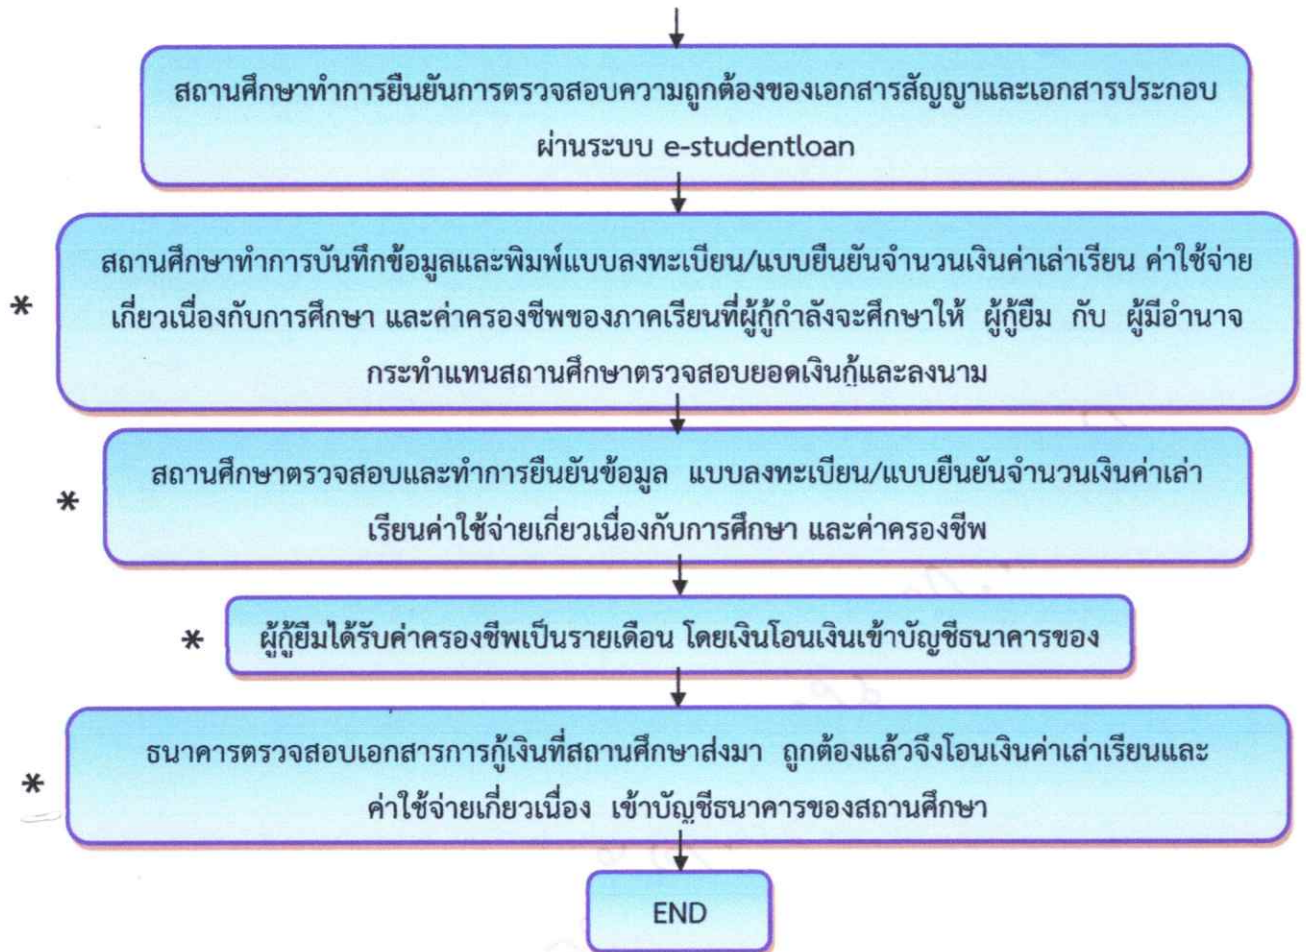 สถานศึกษาทำการยืนยันการตรวจสอบความถูกต้องของเอกสารสัญญาและเอกสารประกอบ
ผ่านระบบ e-studentloan
สถานศึกษาทำการบันทึกข้อมูลและพิมพ์แบบลงทะเบียน/แบบยืนยันจำนวนเงินค่าเล่าเรียน ค่าใช้จ่าย
* เกี่ยวเนื่องกับการศึกษา และค่าครองชีพของภาคเรียนที่ผู้กู้กำลังจะศึกษาให้ ผู้กู้ยืม กับ ผู้มีอำนาจ
กระทำแทนสถานศึกษาตรวจสอบยอดเงินกู้และลงนาม
* สถานศึกษาตรวจสอบและทำการยืนยันข้อมูล แบบลงทะเบียน/แบบยืนยันจำนวนเงินค่าเล่า
เรียนค่าใช้จ่ายเกี่ยวเนื่องกับการศึกษา และค่าครองชีพ
* ผู้กู้ยืมได้รับค่าครองชีพเป็นรายเดือน โดยเงินโอนเงินเข้าบัญชีธนาคารของ
* ธนาคารตรวจสอบเอกสารการกู้เงินที่สถานศึกษาส่งมา ถูกต้องแล้วจึงโอนเงินค่าเล่าเรียนและ
ค่าใช้จ่ายเกี่ยวเนื่อง เข้าบัญชีธนาคารของสถานศึกษา
END